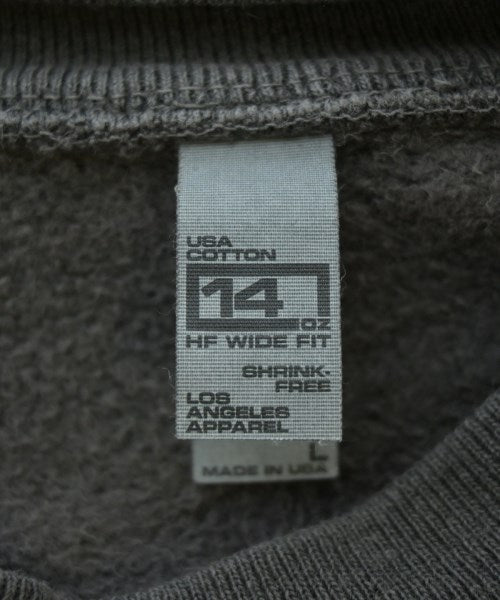 USA
COTTON
14
OZ
HF WIDE FIT
SHRINK-
FREE
LOS
ANGELES
APPAREL
L
MADE IN USA